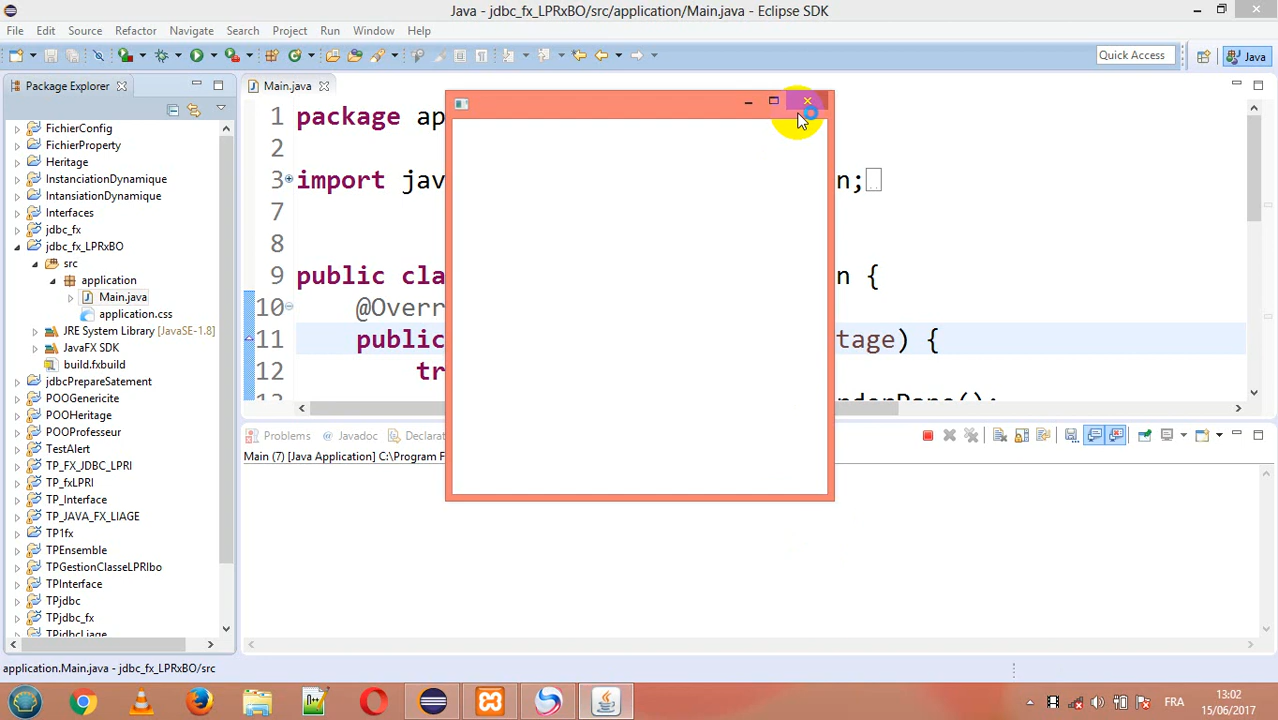 Java - jdbc_fx_LPRxBO/src/application/Main.java - Eclipse SDK
File Edit Source Refactor Navigate Search Project Run Window Help
Quick Access
Java
Package Explorer
Main.java
FichierConfig
FichierProperty
Heritage
InstanciationDynamique
IntansiationDynamique
Interfaces
jdbc_fx
jdbc_fx_LPRxBO
src
application
Main.java
application.css
JRE System Library [JavaSE-1.8]
JavaFX SDK
build.fxbuild
jdbcPrepareSatement
POOGenericite
POOHeritage
POOProfesseur
TestAlert
TP_FX_JDBC_LPRI
TP_fxLPRI
TP_Interface
TP_JAVA_FX_LIAGE
TP1fx
TPEnsemble
TPGestionClasseLPRIbo
TPInterface
TPjdbc
TPjdbc_fx
TPjdbcLiage
1 package ap
2
3 import jav n;
7
8
9 public cla n {
10 @Overr
11 public tage) {
12 tr
Problems Javadoc Declarat
Main (7) [Java Application] C:\Program F
application.Main.java - jdbc_fx_LPRxBO/src
FRA
13:02
15/06/2017